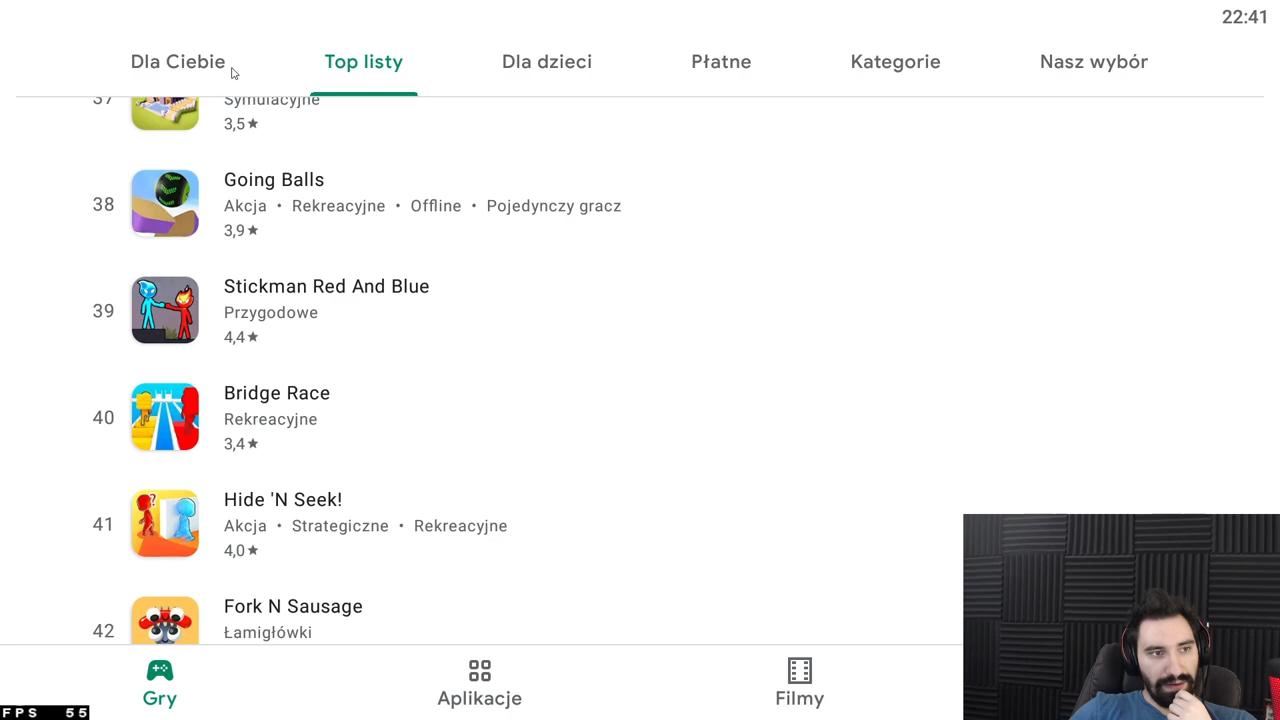 22:41
Dla Ciebie
Top listy
Dla dzieci
Płatne
Kategorie
Nasz wybór
37
Symulacyjne
3,5★
38
Going Balls
Akcja • Rekreacyjne • Offline • Pojedynczy gracz
3,9★
39
Stickman Red And Blue
Przygodowe
4,4★
40
Bridge Race
Rekreacyjne
3,4★
41
Hide 'N Seek!
Akcja • Strategiczne • Rekreacyjne
4,0★
42
Fork N Sausage
Łamigłówki
Gry
Aplikacje
Filmy
FPS 55